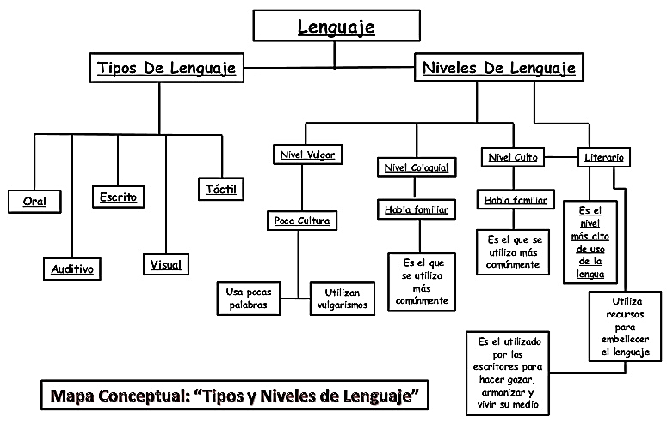 Lenguaje
Tipos De Lenguaje
Niveles De Lenguaje
Nivel Vulgar
Nivel Coloquial
Nivel Culto
Literario
Oral
Escrito
Táctil
Auditivo
Visual
Poca Cultura
Habla familiar
Habla familiar
Usa pocas
palabras
Utilizan
vulgarismos
Es el que
se utiliza
más
comúnmente
Es el que se
utiliza más
comúnmente
Es el
nivel
más alto
de uso
de la
lengua
Utiliza
recursos
para
embellecer
el lenguaje
Es el utilizado
por los
escritores para
hacer gozar,
armonizar y
vivir su medio
Mapa Conceptual: “Tipos y Niveles de Lenguaje”